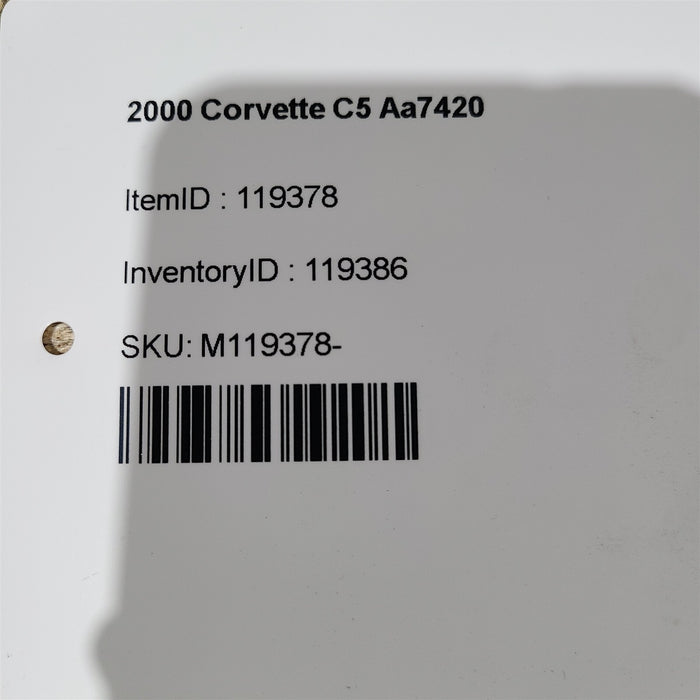 2000 Corvette C5 Aa7420
ItemID : 119378
InventoryID : 119386
SKU: M119378-